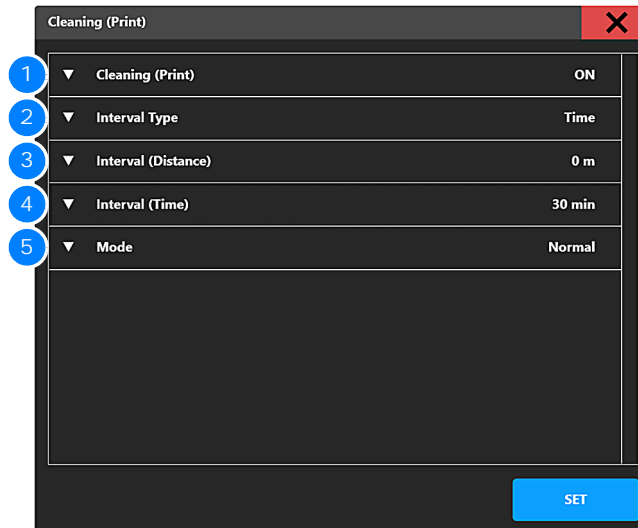 Cleaning (Print)
1 ▼ Cleaning (Print) ON
2 ▼ Interval Type Time
3 ▼ Interval (Distance) 0 m
4 ▼ Interval (Time) 30 min
5 ▼ Mode Normal
SET